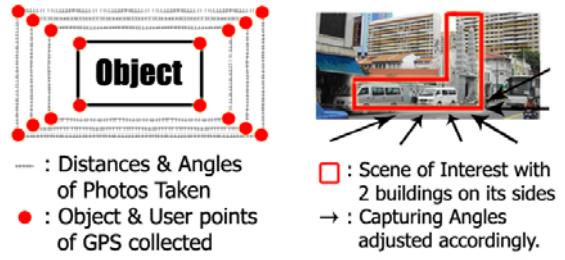 Object
: Distances & Angles
of Photos Taken
: Object & User points
of GPS collected
: Scene of Interest with
2 buildings on its sides
: Capturing Angles
adjusted accordingly.